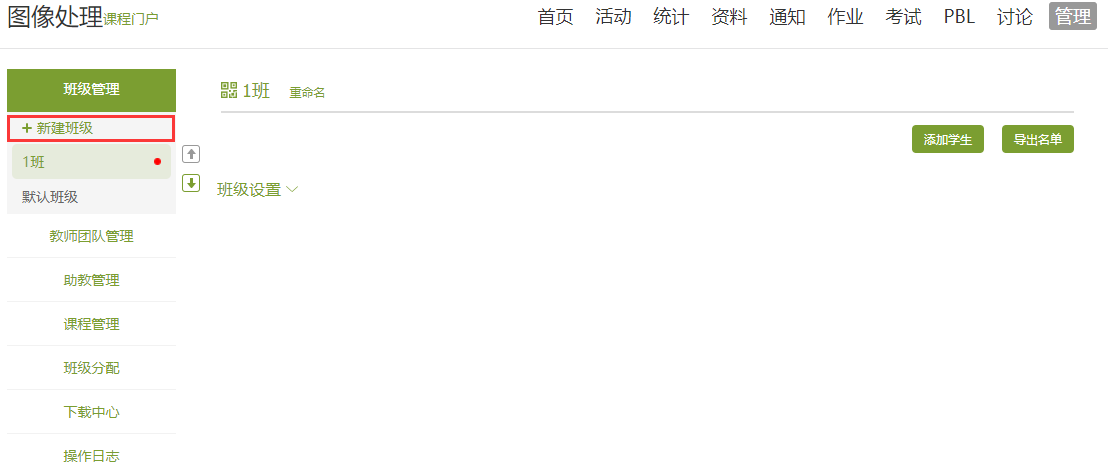 图像处理课程门户
首页 活动 统计 资料 通知 作业 考试 PBL 讨论 管理
班级管理
+ 新建班级
1班
默认班级
教师团队管理
助教管理
课程管理
班级分配
下载中心
操作日志
1班 重命名
添加学生 导出名单
班级设置